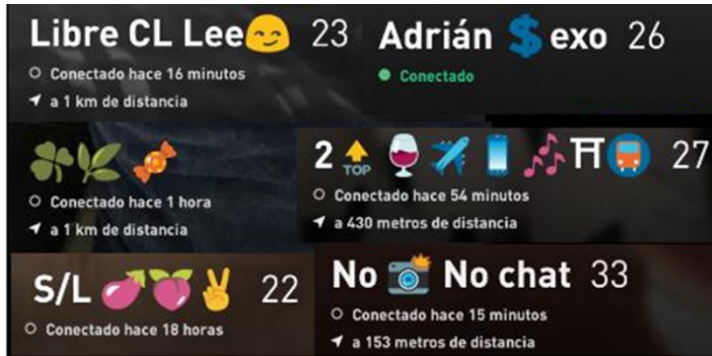 Libre CL Lee😏 23
Conectado hace 16 minutos
a 1 km de distancia
Adrián 💲exo 26
Conectado
☘️🌿 🍬
Conectado hace 1 hora
a 1 km de distancia
2 🔝 🍷 ✈️ 📱 🎶 ⛩️ 🚇 27
Conectado hace 54 minutos
a 430 metros de distancia
S/L 🍆🍑✌️ 22
Conectado hace 18 horas
No 📸 No chat 33
Conectado hace 15 minutos
a 153 metros de distancia